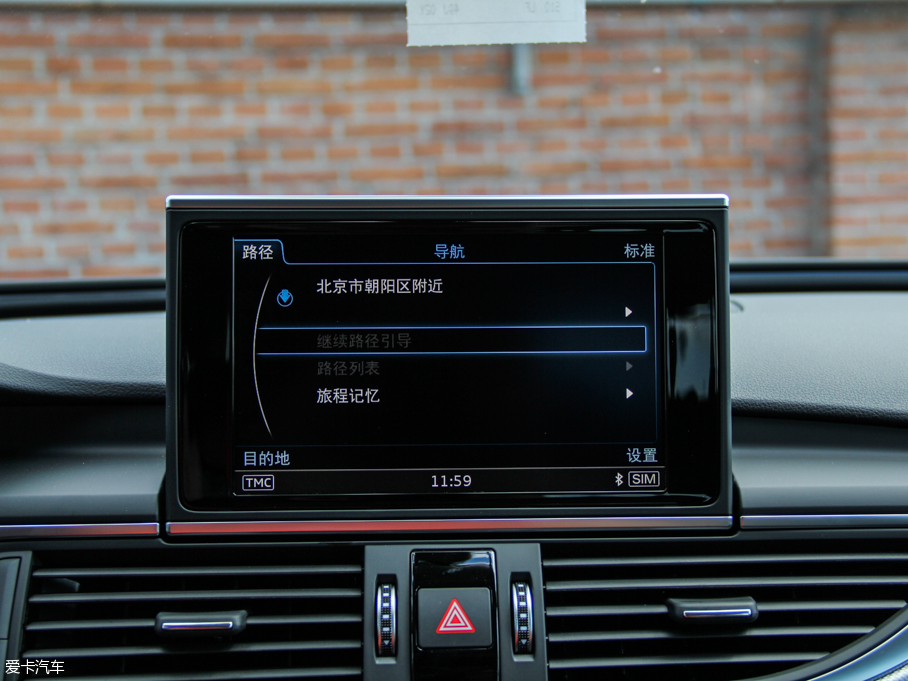 路径 导航 标准
北京市朝阳区附近
继续路径引导
路径列表
旅程记忆
目的地 设置
TMC 11:59 SIM
爱卡汽车